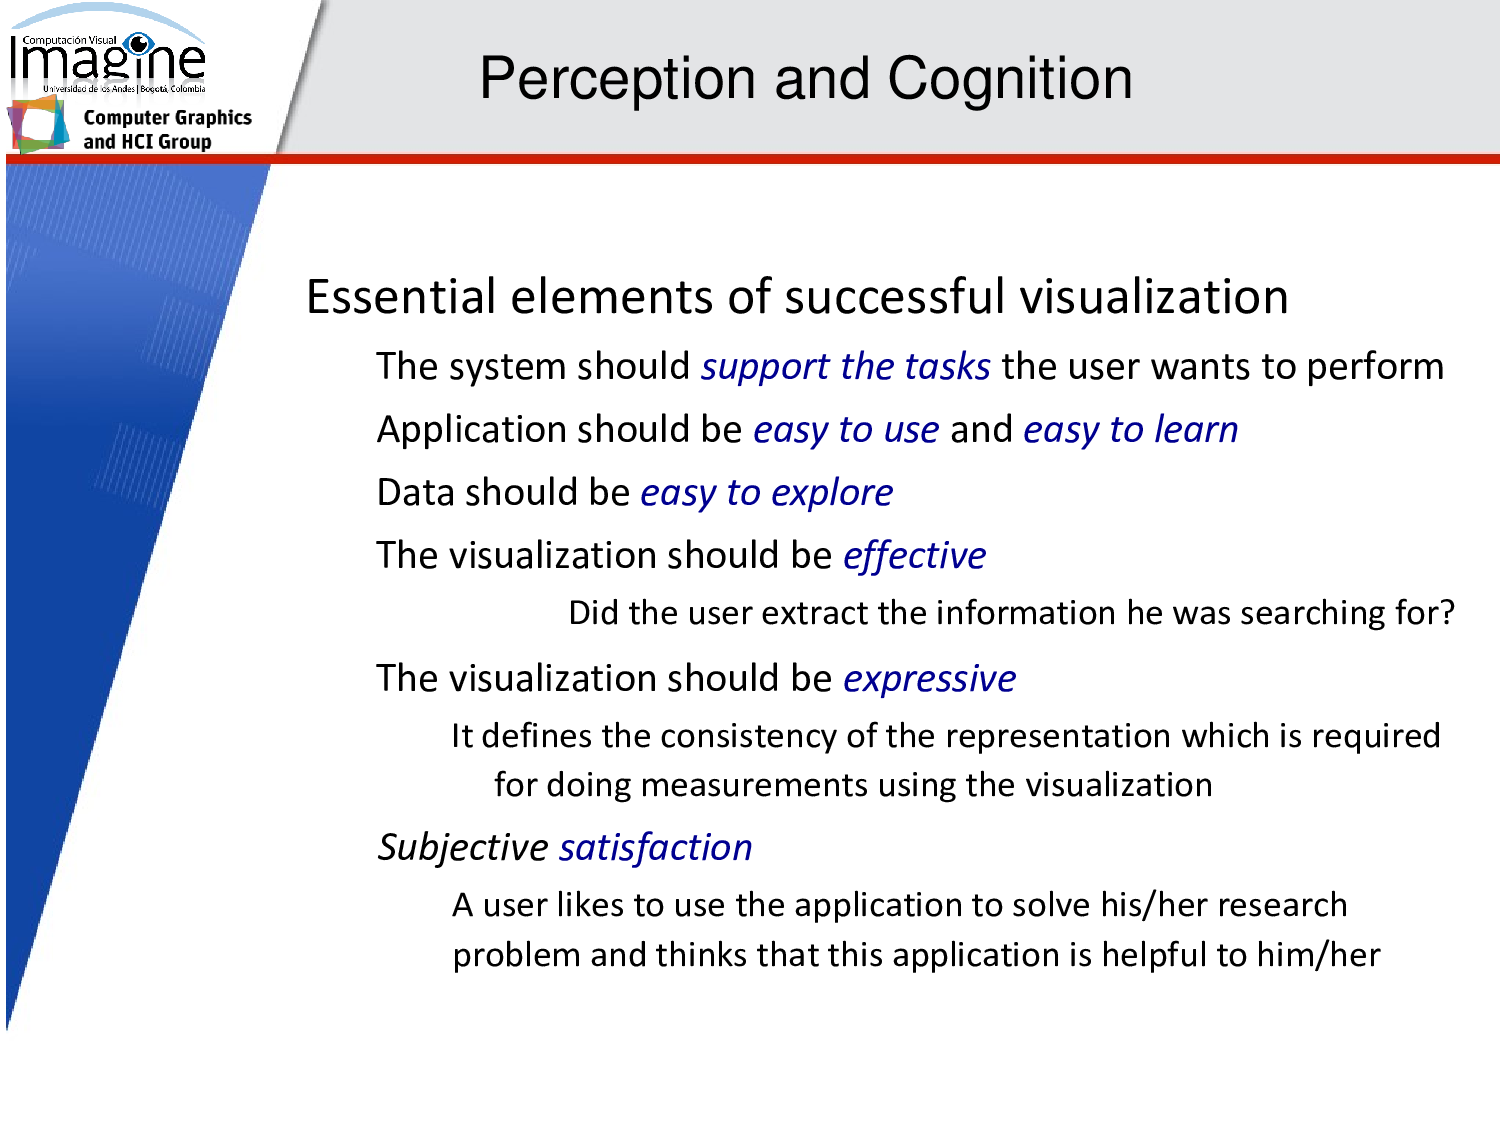 Computación Visual
Imagine
Universidad de los Andes | Bogotá, Colombia
Computer Graphics
and HCI Group
Perception and Cognition
Essential elements of successful visualization
The system should support the tasks the user wants to perform
Application should be easy to use and easy to learn
Data should be easy to explore
The visualization should be effective
Did the user extract the information he was searching for?
The visualization should be expressive
It defines the consistency of the representation which is required
for doing measurements using the visualization
Subjective satisfaction
A user likes to use the application to solve his/her research
problem and thinks that this application is helpful to him/her